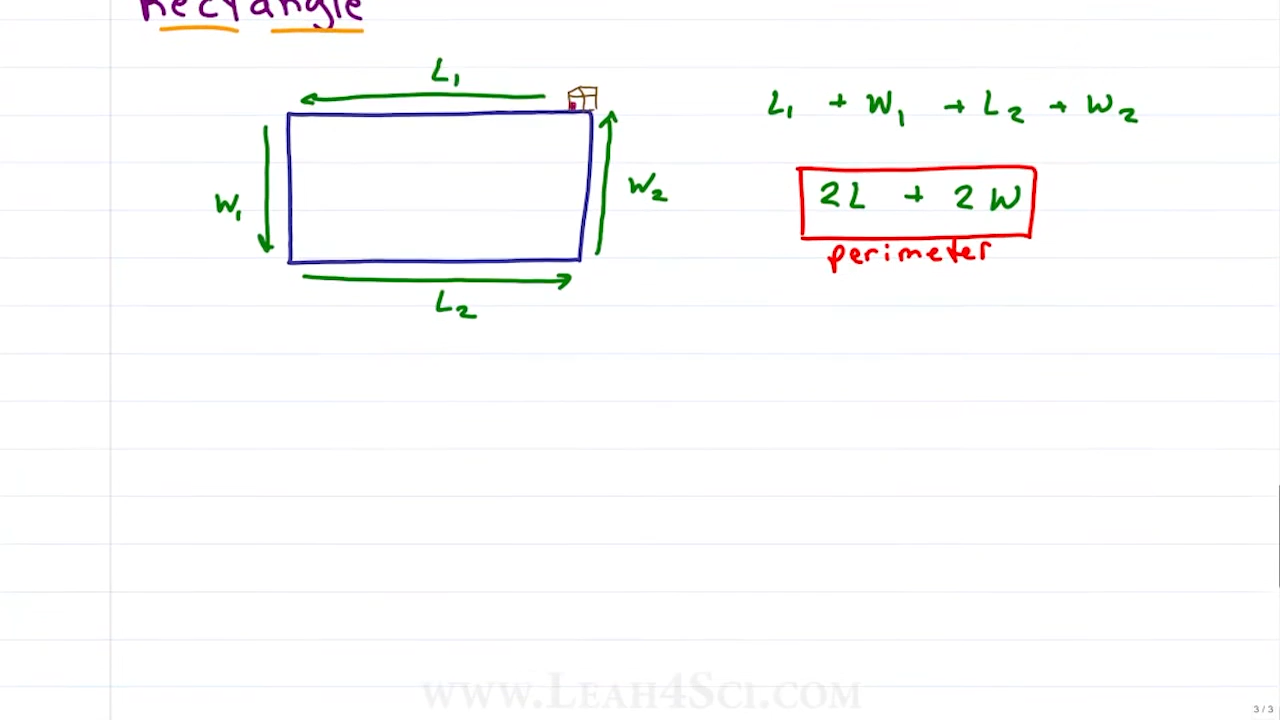 Rectangle
L₁
L₁ + W₁ + L₂ + W₂
W₁
W₂
2L + 2W
perimeter
L₂
www.Leah4Sci.com
3 / 3